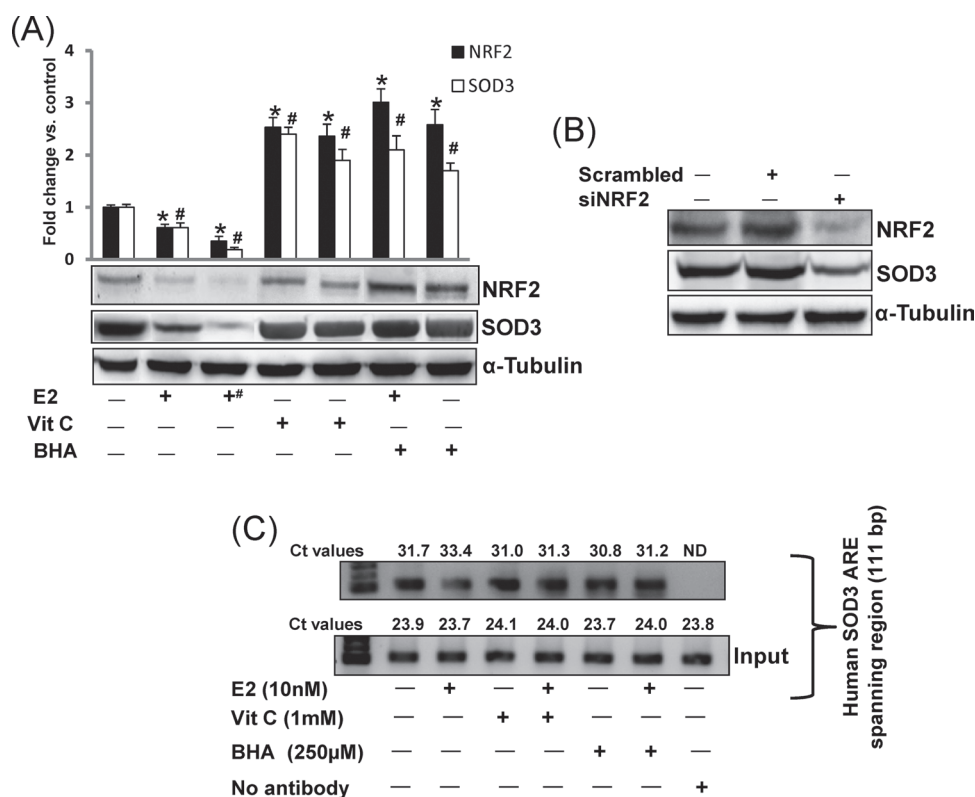 (A)
4
3
2
1
0
Fold change vs. control
NRF2
SOD3
* # * # * # * # * # * #
NRF2
SOD3
α-Tubulin
E2 — + +# — — + —
Vit C — — — + + — —
BHA — — — — — + +
(B)
Scrambled — + —
siNRF2 — — +
NRF2
SOD3
α-Tubulin
(C)
Ct values 31.7 33.4 31.0 31.3 30.8 31.2 ND
Ct values 23.9 23.7 24.1 24.0 23.7 24.0 23.8
Input
E2 (10nM) — + — + — + —
Vit C (1mM) — — + + — — —
BHA (250µM) — — — — + + —
No antibody — — — — — — +
Human SOD3 ARE
spanning region (111 bp)